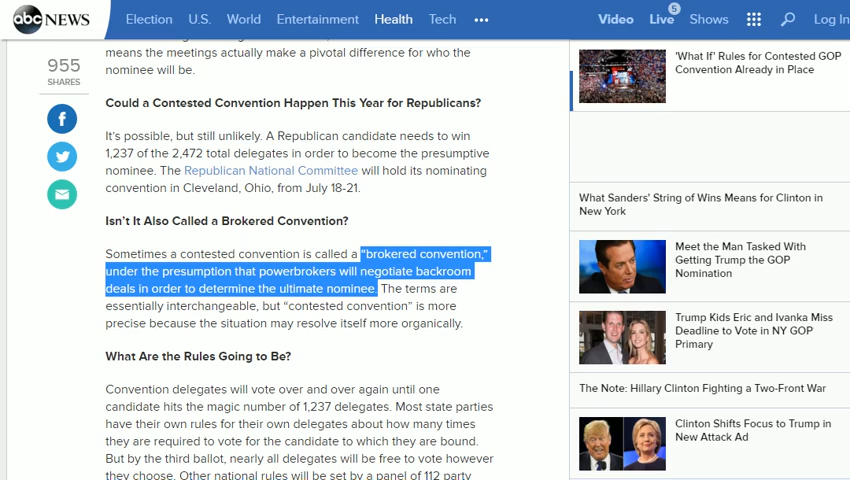 abc NEWS
Election U.S. World Entertainment Health Tech ••• Video Live 5 Shows Log In
means the meetings actually make a pivotal difference for who the
nominee will be.
955
SHARES
Could a Contested Convention Happen This Year for Republicans?
It's possible, but still unlikely. A Republican candidate needs to win
1,237 of the 2,472 total delegates in order to become the presumptive
nominee. The Republican National Committee will hold its nominating
convention in Cleveland, Ohio, from July 18-21.
Isn't It Also Called a Brokered Convention?
Sometimes a contested convention is called a “brokered convention,”
under the presumption that powerbrokers will negotiate backroom
deals in order to determine the ultimate nominee. The terms are
essentially interchangeable, but “contested convention” is more
precise because the situation may resolve itself more organically.
What Are the Rules Going to Be?
Convention delegates will vote over and over again until one
candidate hits the magic number of 1,237 delegates. Most state parties
have their own rules for their own delegates about how many times
they are required to vote for the candidate to which they are bound.
But by the third ballot, nearly all delegates will be free to vote however
they choose. Other national rules will be set by a panel of 112 party
'What If' Rules for Contested GOP
Convention Already in Place
What Sanders' String of Wins Means for Clinton in
New York
Meet the Man Tasked With
Getting Trump the GOP
Nomination
Trump Kids Eric and Ivanka Miss
Deadline to Vote in NY GOP
Primary
The Note: Hillary Clinton Fighting a Two-Front War
Clinton Shifts Focus to Trump in
New Attack Ad